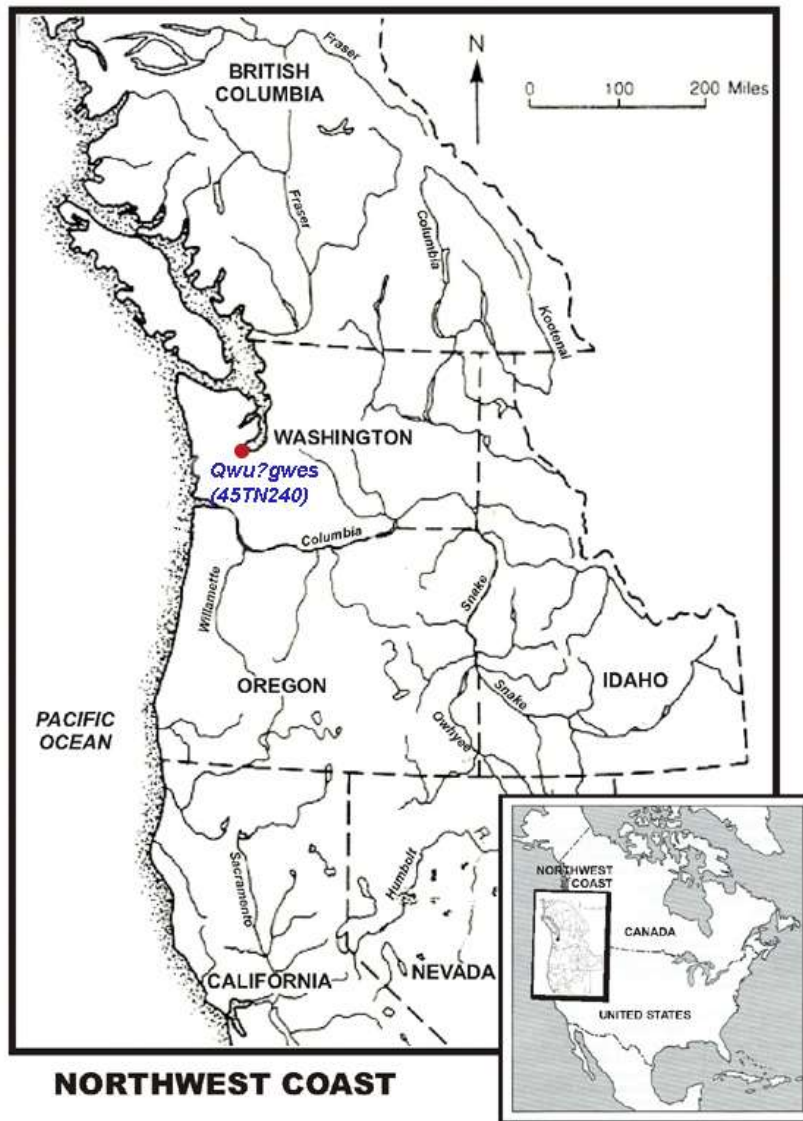 Fraser
BRITISH
COLUMBIA
N
0 100 200 Miles
Fraser
Columbia
Kootenai
WASHINGTON
Qwu?gwes
(45TN240)
Columbia
Willamette
Snake
OREGON
IDAHO
Snake
Owhyee
PACIFIC
OCEAN
Sacramento
Humbolt
CALIFORNIA
NEVADA
NORTHWEST
COAST
CANADA
UNITED STATES
NORTHWEST COAST